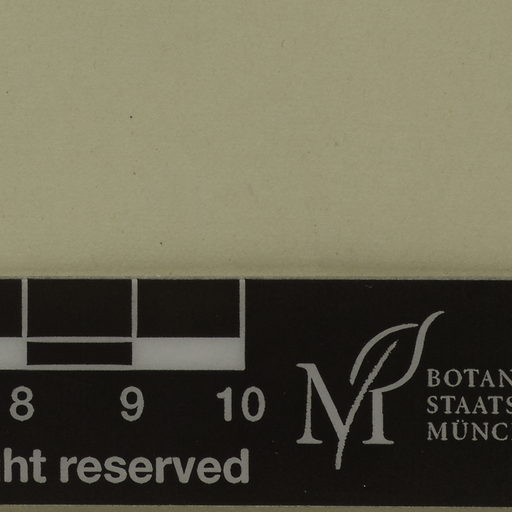 8 9 10
ht reserved
M
BOTAN
STAATS
MÜNC